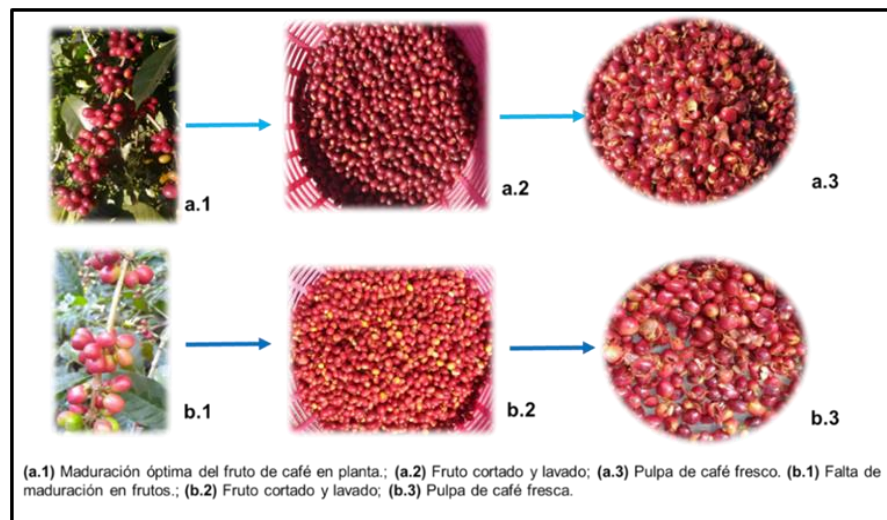 a.1
a.2
a.3
b.1
b.2
b.3
(a.1) Maduración óptima del fruto de café en planta.; (a.2) Fruto cortado y lavado; (a.3) Pulpa de café fresco. (b.1) Falta de
maduración en frutos.; (b.2) Fruto cortado y lavado; (b.3) Pulpa de café fresca.